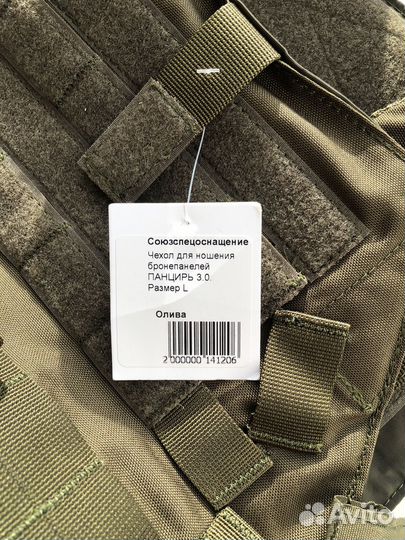 Союзспецоснащение
Чехол для ношения
бронепанелей
ПАНЦИРЬ 3.0.
Размер L
Олива
2 000000 141206
Avito